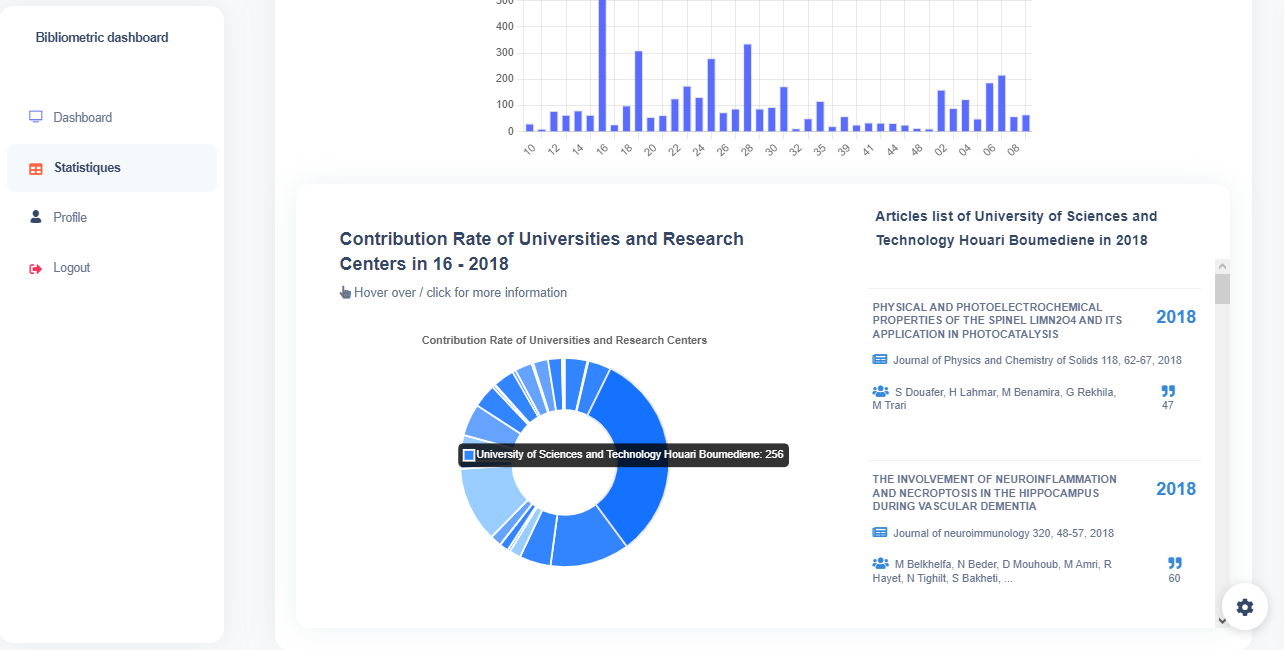 Bibliometric dashboard
Dashboard
Statistiques
Profile
Logout
500
400
300
200
100
0
10 12 14 16 18 20 22 24 26 28 30 32 35 39 41 44 48 02 04 06 08
Contribution Rate of Universities and Research
Centers in 16 - 2018
Hover over / click for more information
Contribution Rate of Universities and Research Centers
University of Sciences and Technology Houari Boumediene: 256
Articles list of University of Sciences and
Technology Houari Boumediene in 2018
PHYSICAL AND PHOTOELECTROCHEMICAL
PROPERTIES OF THE SPINEL LIMN2O4 AND ITS
APPLICATION IN PHOTOCATALYSIS
2018
Journal of Physics and Chemistry of Solids 118, 62-67, 2018
S Douafer, H Lahmar, M Benamira, G Rekhila,
M Trari
47
THE INVOLVEMENT OF NEUROINFLAMMATION
AND NECROPTOSIS IN THE HIPPOCAMPUS
DURING VASCULAR DEMENTIA
2018
Journal of neuroimmunology 320, 48-57, 2018
M Belkhelfa, N Beder, D Mouhoub, M Amri, R
Hayet, N Tighilt, S Bakheti, ...
60